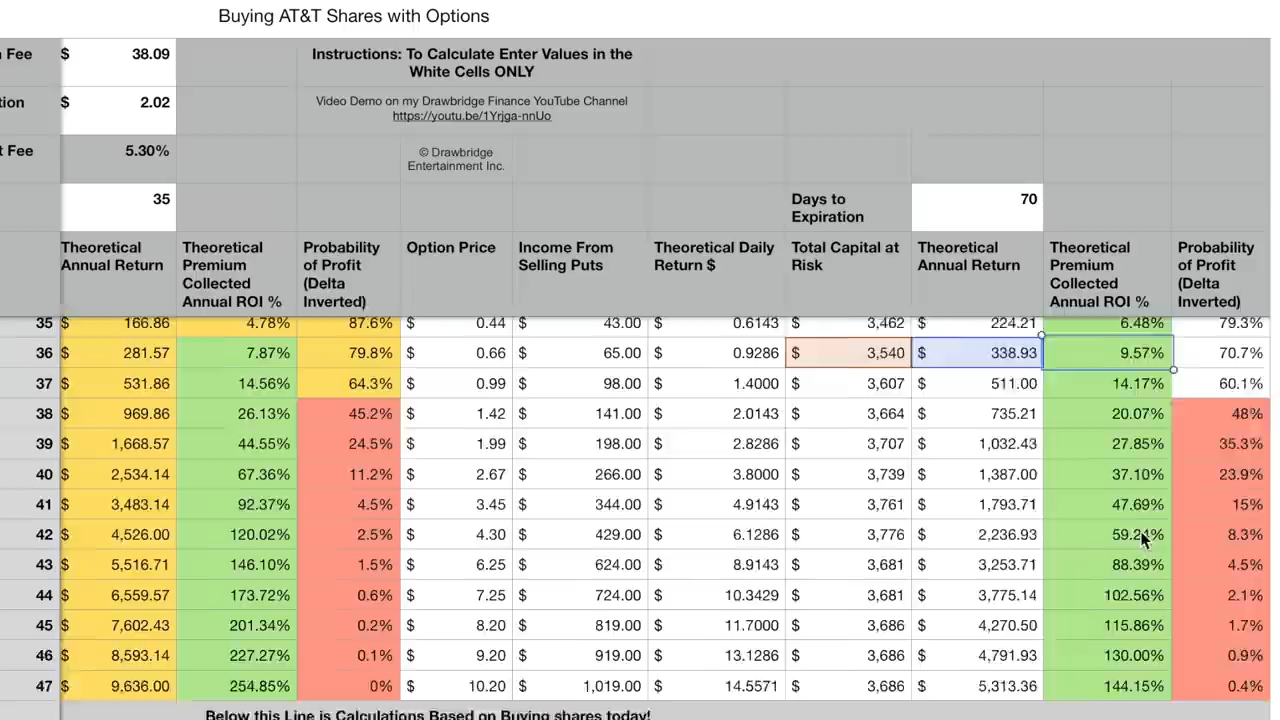 Buying AT&T Shares with Options
Fee $ 38.09
Instructions: To Calculate Enter Values in the
White Cells ONLY
tion $ 2.02
Video Demo on my Drawbridge Finance YouTube Channel
https://youtu.be/1Yrjga-nnUo
t Fee 5.30%
© Drawbridge
Entertainment Inc.
35
Days to
Expiration
70
Theoretical
Annual Return
Theoretical
Premium
Collected
Annual ROI %
Probability
of Profit
(Delta
Inverted)
Option Price
Income From
Selling Puts
Theoretical Daily
Return $
Total Capital at
Risk
Theoretical
Annual Return
Theoretical
Premium
Collected
Annual ROI %
Probability
of Profit
(Delta
Inverted)
35 $ 166.86 4.78% 87.6% $ 0.44 $ 43.00 $ 0.6143 $ 3,462 $ 224.21 6.48% 79.3%
36 $ 281.57 7.87% 79.8% $ 0.66 $ 65.00 $ 0.9286 $ 3,540 $ 338.93 9.57% 70.7%
37 $ 531.86 14.56% 64.3% $ 0.99 $ 98.00 $ 1.4000 $ 3,607 $ 511.00 14.17% 60.1%
38 $ 969.86 26.13% 45.2% $ 1.42 $ 141.00 $ 2.0143 $ 3,664 $ 735.21 20.07% 48%
39 $ 1,668.57 44.55% 24.5% $ 1.99 $ 198.00 $ 2.8286 $ 3,707 $ 1,032.43 27.85% 35.3%
40 $ 2,534.14 67.36% 11.2% $ 2.67 $ 266.00 $ 3.8000 $ 3,739 $ 1,387.00 37.10% 23.9%
41 $ 3,483.14 92.37% 4.5% $ 3.45 $ 344.00 $ 4.9143 $ 3,761 $ 1,793.71 47.69% 15%
42 $ 4,526.00 120.02% 2.5% $ 4.30 $ 429.00 $ 6.1286 $ 3,776 $ 2,236.93 8.3%
43 $ 5,516.71 146.10% 1.5% $ 6.25 $ 624.00 $ 8.9143 $ 3,681 $ 3,253.71 88.39% 4.5%
44 $ 6,559.57 173.72% 0.6% $ 7.25 $ 724.00 $ 10.3429 $ 3,681 $ 3,775.14 102.56% 2.1%
45 $ 7,602.43 201.34% 0.2% $ 8.20 $ 819.00 $ 11.7000 $ 3,686 $ 4,270.50 115.86% 1.7%
46 $ 8,593.14 227.27% 0.1% $ 9.20 $ 919.00 $ 13.1286 $ 3,686 $ 4,791.93 130.00% 0.9%
47 $ 9,636.00 254.85% 0% $ 10.20 $ 1,019.00 $ 14.5571 $ 3,686 $ 5,313.36 144.15% 0.4%
Below this Line is Calculations Based on Buying shares today!